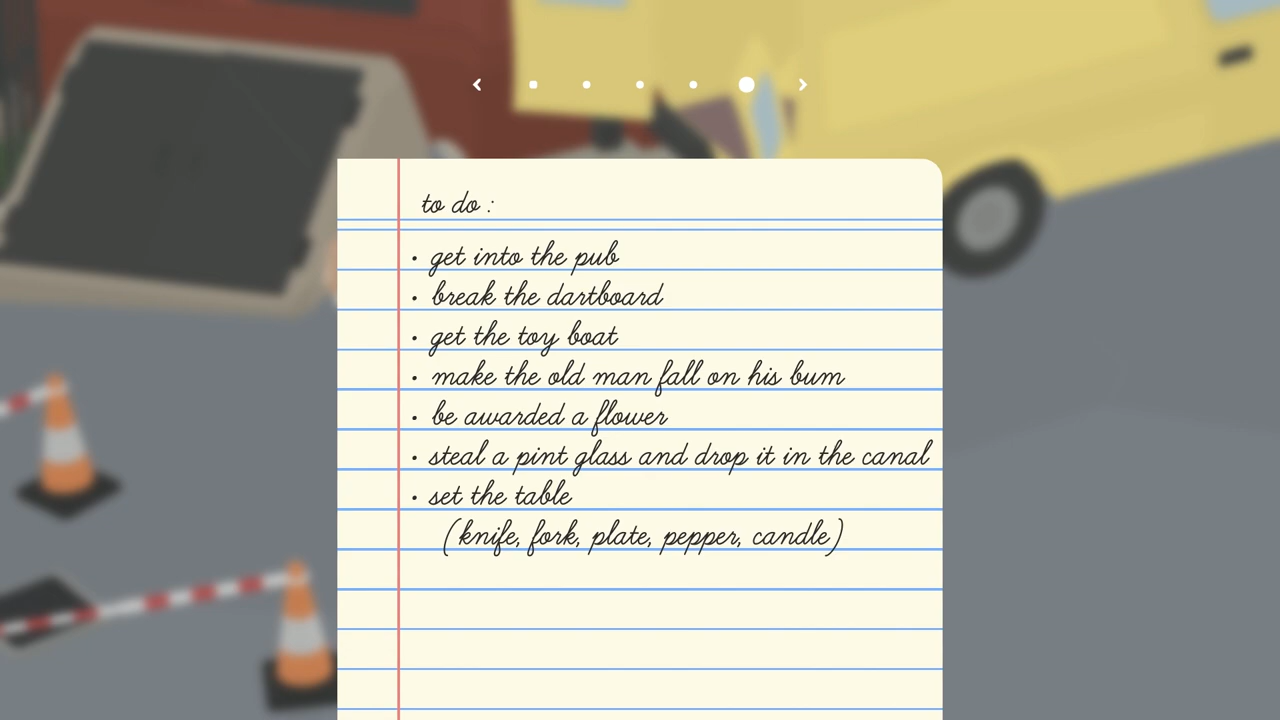 to do :
• get into the pub
• break the dartboard
• get the toy boat
• make the old man fall on his bum
• be awarded a flower
• steal a pint glass and drop it in the canal
• set the table
(knife, fork, plate, pepper, candle)